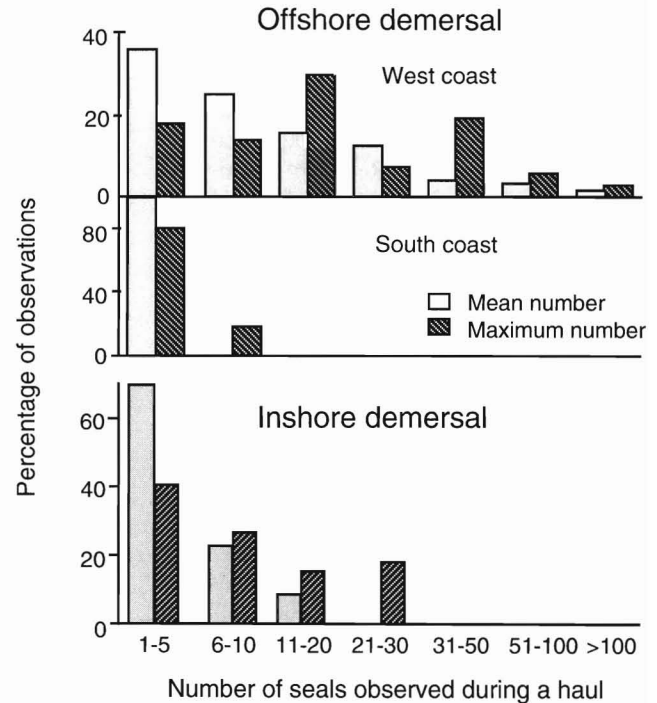 Offshore demersal
West coast
40
20
0
South coast
80
40
0
Mean number
Maximum number
Percentage of observations
Inshore demersal
60
40
20
0
1-5 6-10 11-20 21-30 31-50 51-100 >100
Number of seals observed during a haul